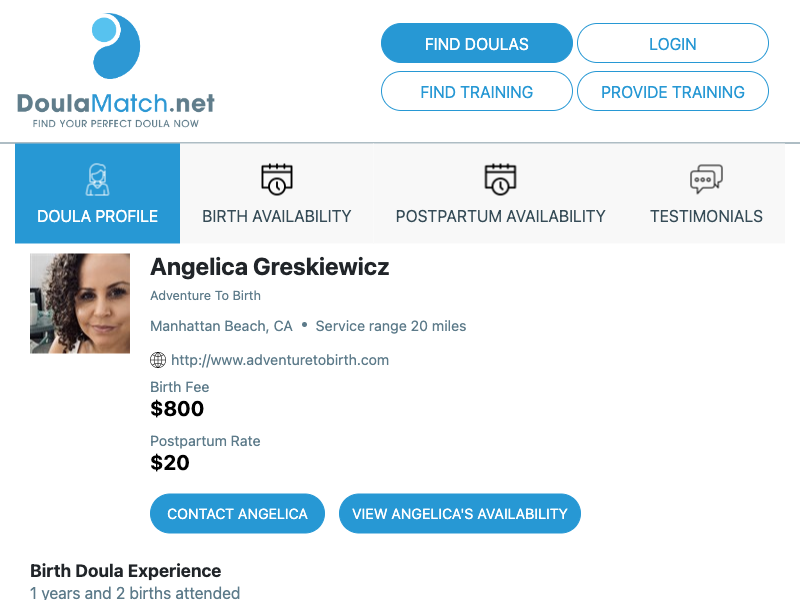 DoulaMatch.net
FIND YOUR PERFECT DOULA NOW
FIND DOULAS
LOGIN
FIND TRAINING
PROVIDE TRAINING
DOULA PROFILE
BIRTH AVAILABILITY
POSTPARTUM AVAILABILITY
TESTIMONIALS
Angelica Greskiewicz
Adventure To Birth
Manhattan Beach, CA • Service range 20 miles
http://www.adventuretobirth.com
Birth Fee
$800
Postpartum Rate
$20
CONTACT ANGELICA
VIEW ANGELICA'S AVAILABILITY
Birth Doula Experience
1 years and 2 births attended